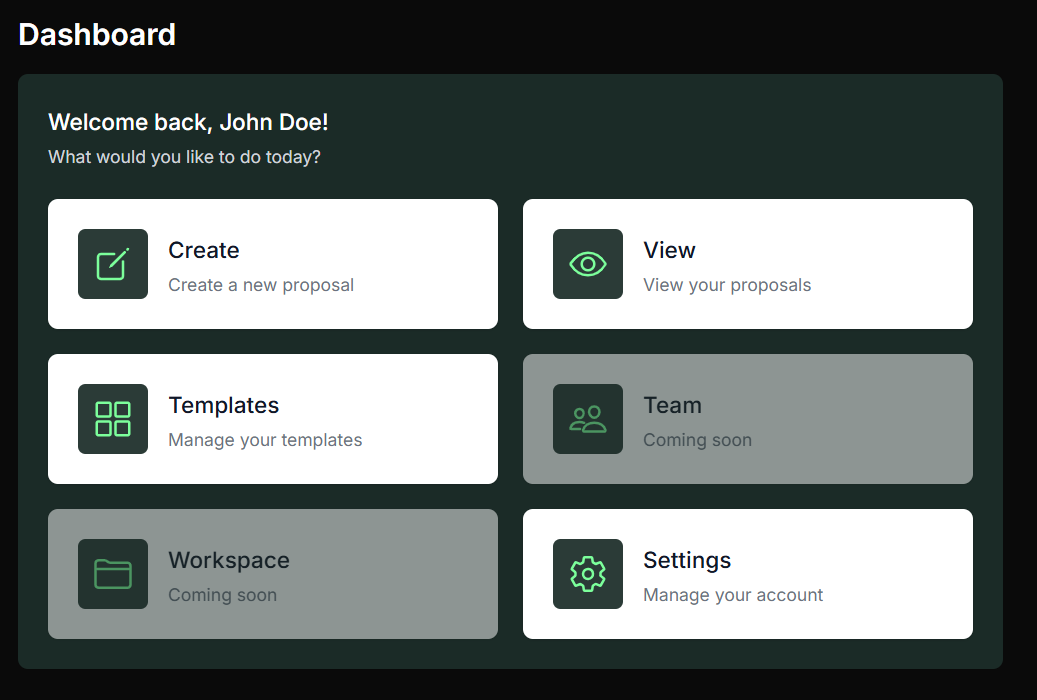 Dashboard
Welcome back, John Doe!
What would you like to do today?
Create
Create a new proposal
View
View your proposals
Templates
Manage your templates
Team
Coming soon
Workspace
Coming soon
Settings
Manage your account